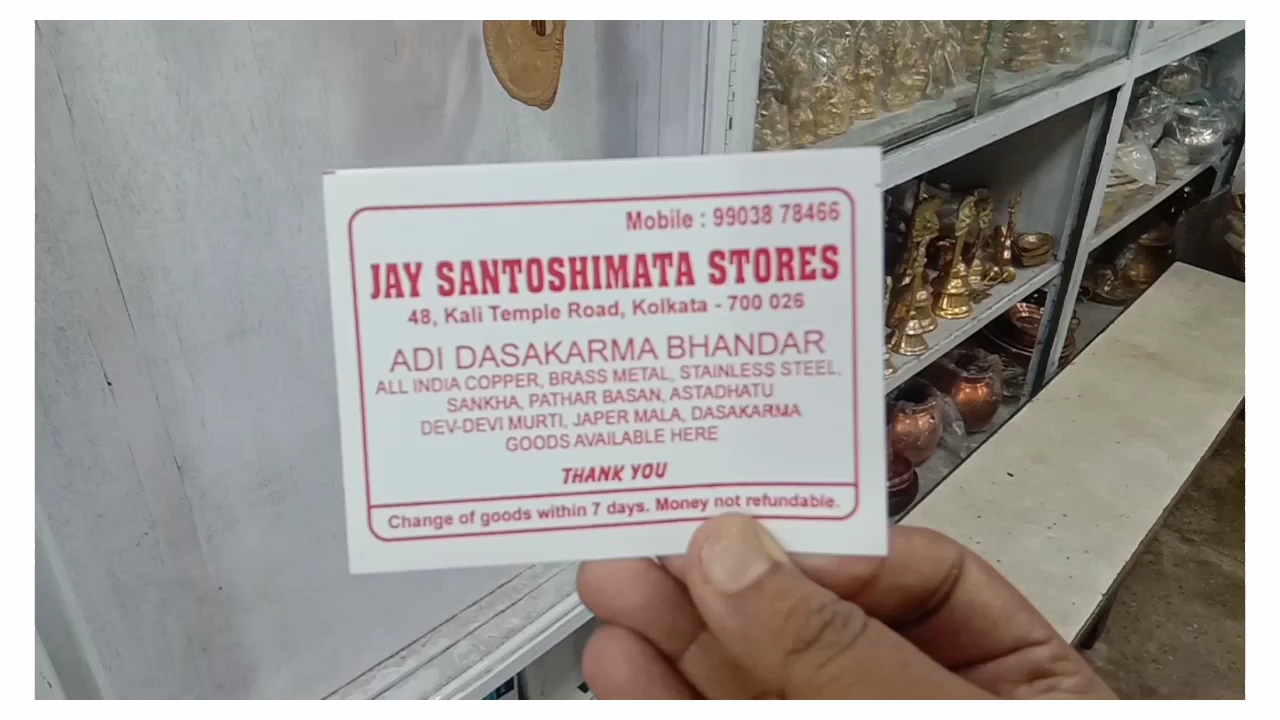 Mobile : 99038 78466
JAY SANTOSHIMATA STORES
48, Kali Temple Road, Kolkata - 700 026
ADI DASAKARMA BHANDAR
ALL INDIA COPPER, BRASS METAL, STAINLESS STEEL,
SANKHA, PATHAR BASAN, ASTADHATU
DEV-DEVI MURTI, JAPER MALA, DASAKARMA
GOODS AVAILABLE HERE
THANK YOU
Change of goods within 7 days. Money not refundable.